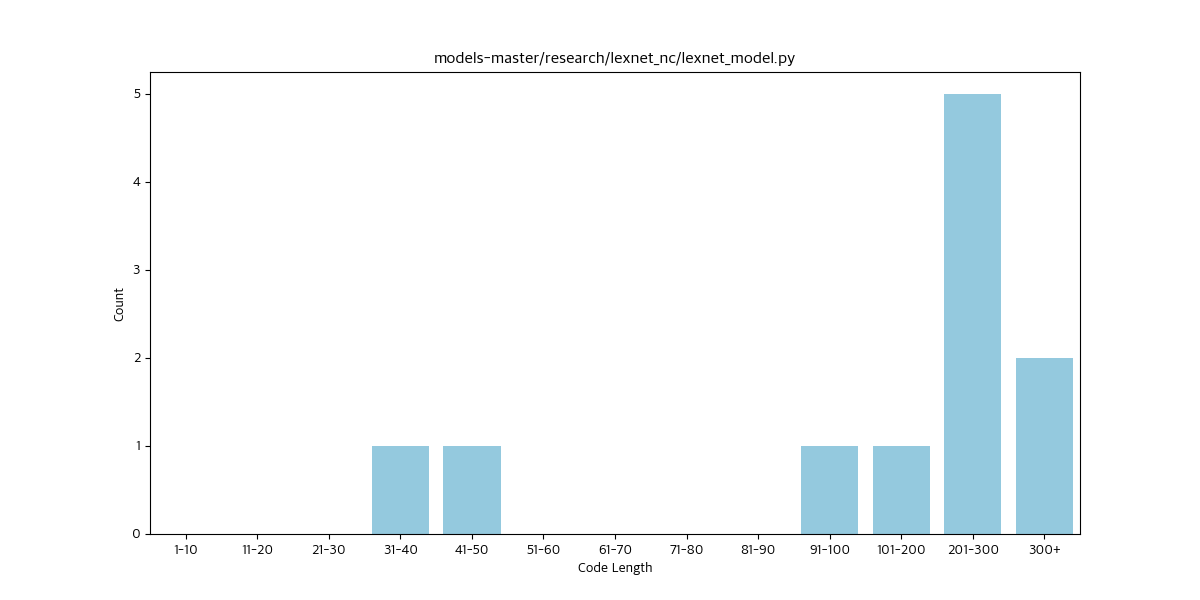 models-master/research/lexnet_nc/lexnet_model.py
5
4
3
2
1
0
Count
1-10 11-20 21-30 31-40 41-50 51-60 61-70 71-80 81-90 91-100 101-200 201-300 300+
Code Length